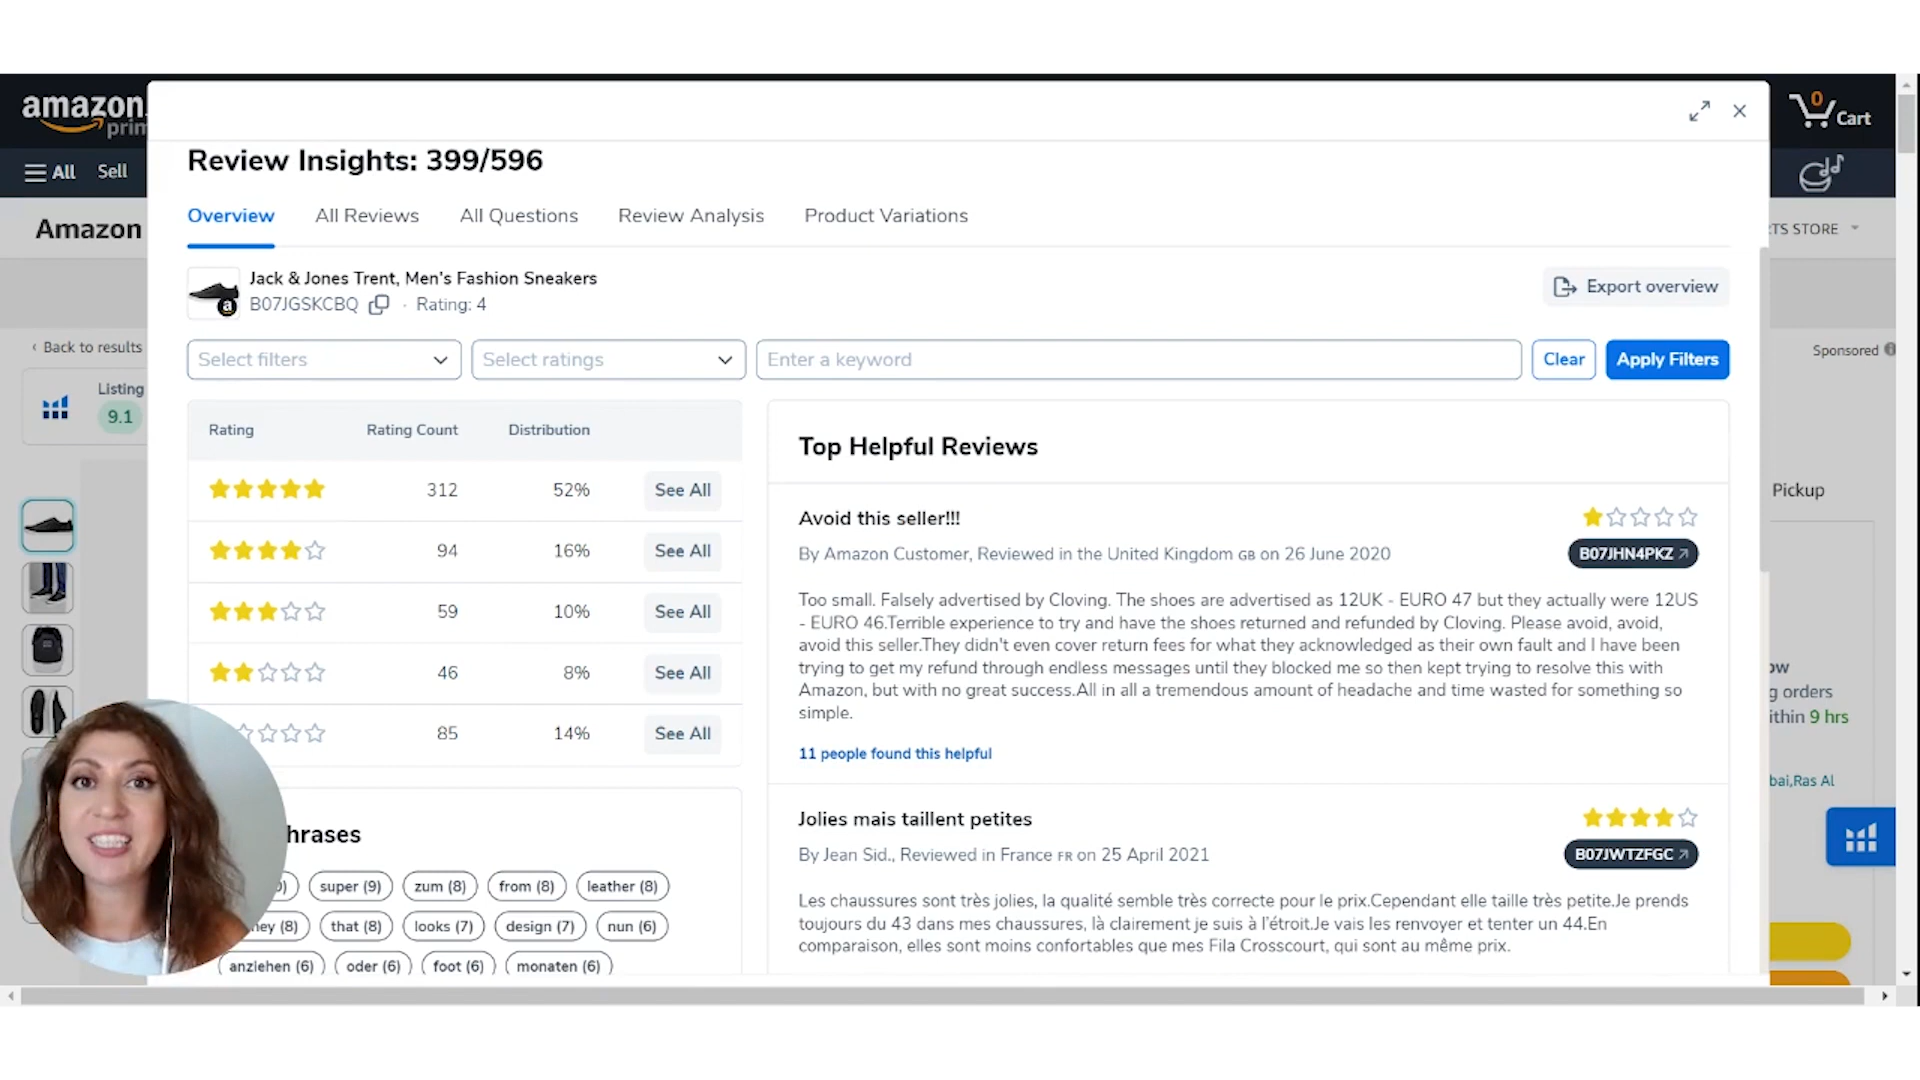 amazon
prim
All
Sell
0
Cart
Review Insights: 399/596
Overview
All Reviews
All Questions
Review Analysis
Product Variations
Amazon
TS STORE
Jack & Jones Trent, Men's Fashion Sneakers
B07JGSKCBQ · Rating: 4
Export overview
Back to results
Select filters
Select ratings
Enter a keyword
Clear
Apply Filters
Sponsored
Listing
9.1
Rating
Rating Count
Distribution
312
52%
See All
94
16%
See All
59
10%
See All
46
8%
See All
85
14%
See All
hrases
super (9)
zum (8)
from (8)
leather (8)
ney (8)
that (8)
looks (7)
design (7)
nun (6)
anziehen (6)
oder (6)
foot (6)
monaten (6)
Top Helpful Reviews
Avoid this seller!!!
By Amazon Customer, Reviewed in the United Kingdom GB on 26 June 2020
B07JHN4PKZ
Too small. Falsely advertised by Cloving. The shoes are advertised as 12UK - EURO 47 but they actually were 12US
- EURO 46.Terrible experience to try and have the shoes returned and refunded by Cloving. Please avoid, avoid,
avoid this seller.They didn't even cover return fees for what they acknowledged as their own fault and I have been
trying to get my refund through endless messages until they blocked me so then kept trying to resolve this with
Amazon, but with no great success.All in all a tremendous amount of headache and time wasted for something so
simple.
11 people found this helpful
Jolies mais taillent petites
By Jean Sid., Reviewed in France FR on 25 April 2021
B07JWTZFGC
Les chaussures sont très jolies, la qualité semble très correcte pour le prix.Cependant elle taille très petite.Je prends
toujours du 43 dans mes chaussures, là clairement je suis à l'étroit.Je vais les renvoyer et tenter un 44.En
comparaison, elles sont moins confortables que mes Fila Crosscourt, qui sont au même prix.
Pickup
ow
g orders
ithin 9 hrs
bai,Ras Al